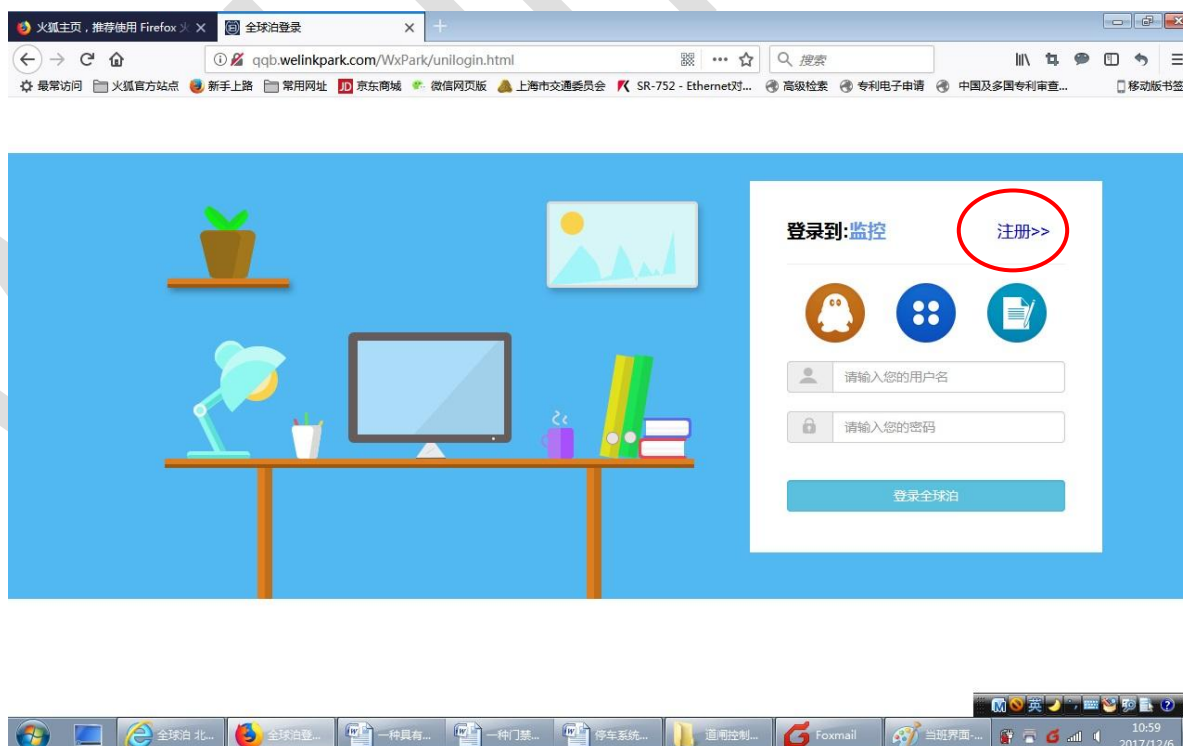 火狐主页，推荐使用 Firefox 火
全球泊登录
qqb.welinkpark.com/WxPark/unilogin.html
搜索
最常访问 火狐官方站点 新手上路 常用网址 JD 京东商城 微信网页版 上海市交通委员会 SR-752 - Ethernet对... 高级检索 专利电子申请 中国及多国专利审查... 移动版书签
登录到:监控 注册>>
请输入您的用户名
请输入您的密码
登录全球泊
英
全球泊 北... 全球泊登... 一种具有... 一种门禁... 停车系统... 道闸控制... Foxmail 当班界面-... 10:59
2017/12/6